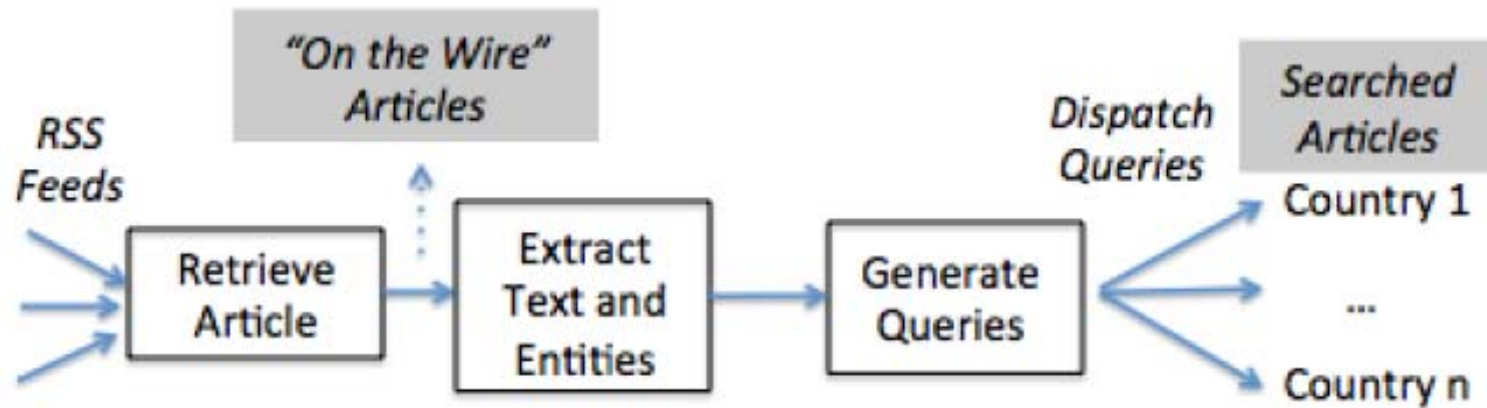 “On the Wire”
Articles
RSS
Feeds
Retrieve
Article
Extract
Text and
Entities
Generate
Queries
Dispatch
Queries
Searched
Articles
Country 1
...
Country n